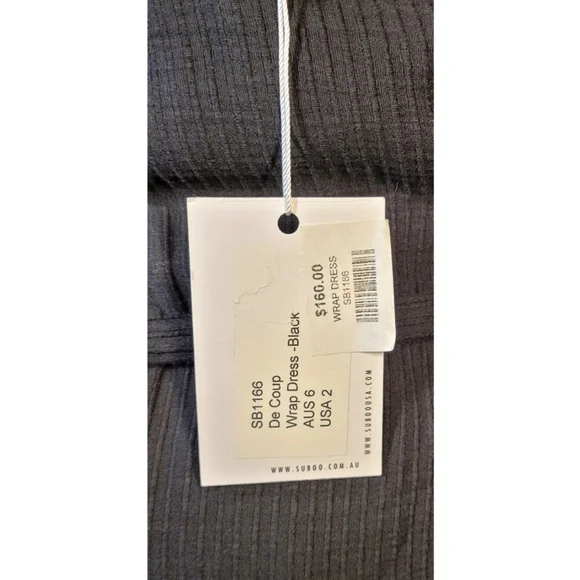 SB1166
De Coup
Wrap Dress -Black
AUS 6
USA 2
$160.00
WRAP DRESS
SB1166
WWW.SUBOOUSA.COM
WWW.SUBOO.COM.AU